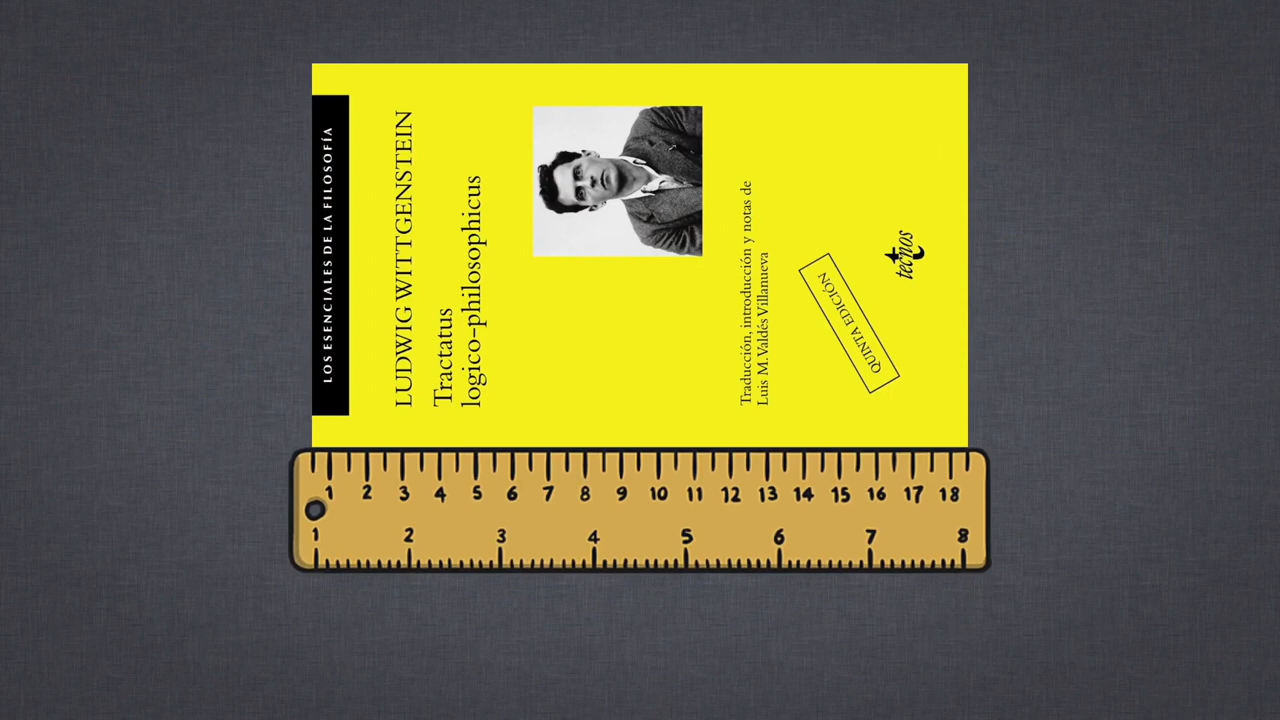 LOS ESENCIALES DE LA FILOSOFÍA
LUDWIG WITTGENSTEIN
Tractatus
logico-philosophicus
Traducción, introducción y notas de
Luis M. Valdés Villanueva
QUINTA EDICIÓN
tecnos
1 2 3 4 5 6 7 8 9 10 11 12 13 14 15 16 17 18
1 2 3 4 5 6 7 8